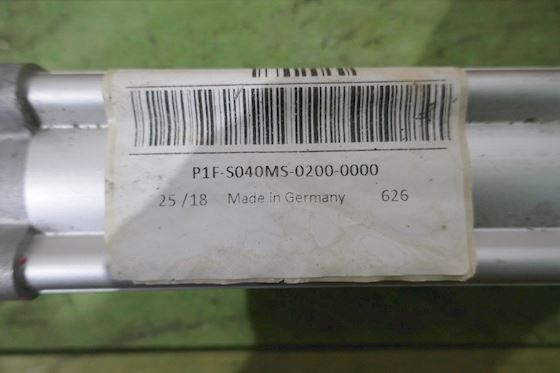 P1F-S040MS-0200-0000
25/18 Made in Germany 626